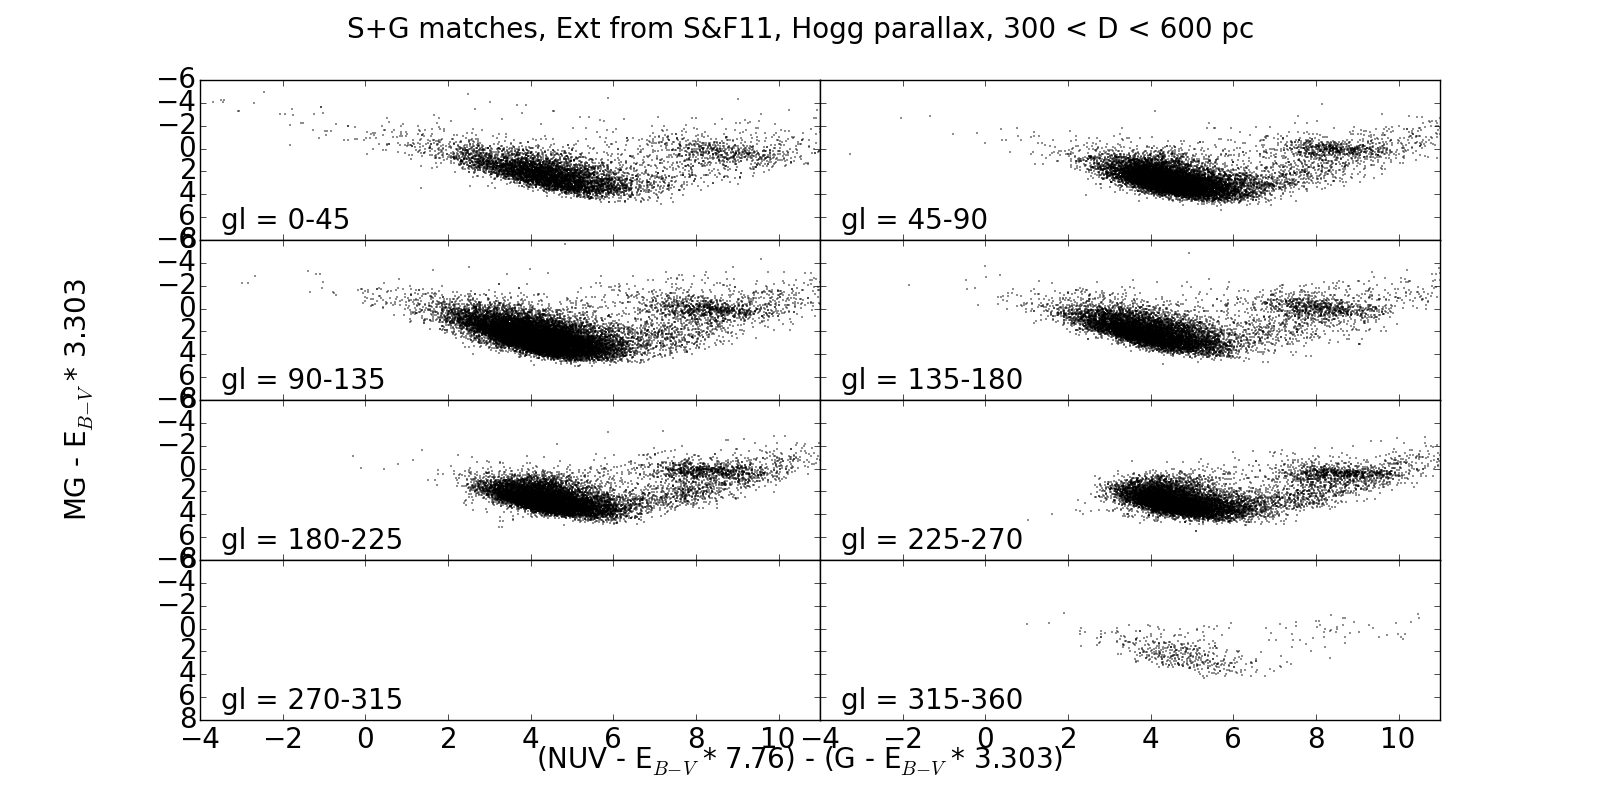 S+G matches, Ext from S&F11, Hogg parallax, 300 < D < 600 pc
MG - E_{B−V} * 3.303
−6
−4
−2
0
2
4
6
8
gl = 0-45
gl = 45-90
−6
−4
−2
0
2
4
6
8
gl = 90-135
gl = 135-180
−6
−4
−2
0
2
4
6
8
gl = 180-225
gl = 225-270
−6
−4
−2
0
2
4
6
8
gl = 270-315
gl = 315-360
−4 −2 0 2 4 6 8 10 −4 −2 0 2 4 6 8 10
(NUV - E_{B−V} * 7.76) - (G - E_{B−V} * 3.303)